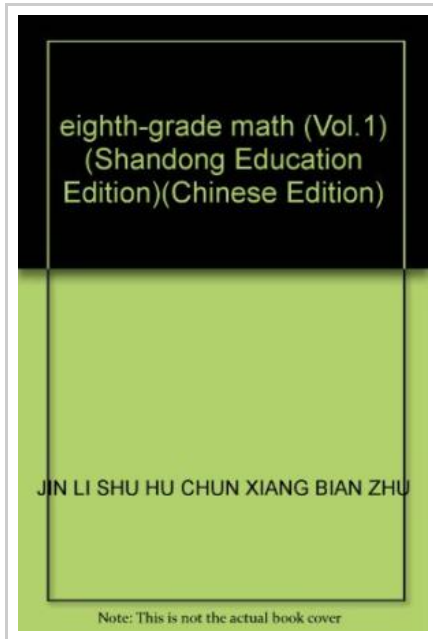 eighth-grade math (Vol.1)
(Shandong Education
Edition)(Chinese Edition)
JIN LI SHU HU CHUN XIANG BIAN ZHU
Note: This is not the actual book cover